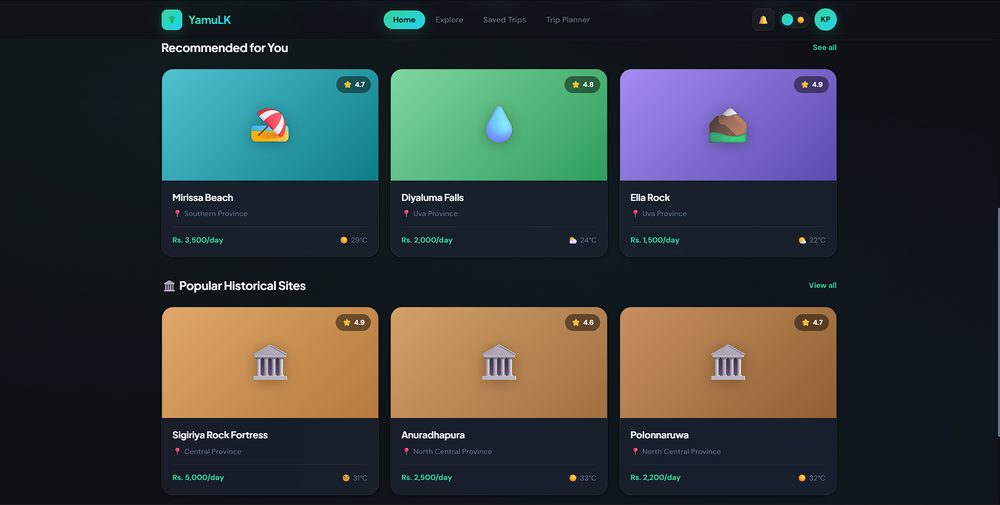 YamuLK
Home
Explore
Saved Trips
Trip Planner
KP
Recommended for You
See all
4.7
4.8
4.9
Mirissa Beach
Southern Province
Rs. 3,500/day
29°C
Diyaluma Falls
Uva Province
Rs. 2,000/day
24°C
Ella Rock
Uva Province
Rs. 1,500/day
22°C
Popular Historical Sites
View all
4.9
4.6
4.7
Sigiriya Rock Fortress
Central Province
Rs. 5,000/day
31°C
Anuradhapura
North Central Province
Rs. 2,500/day
33°C
Polonnaruwa
North Central Province
Rs. 2,200/day
32°C